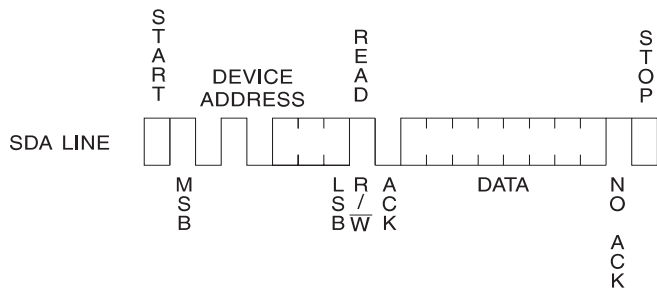 START
DEVICE
ADDRESS
READ
STOP
SDA LINE
MSB
LSB
R/W̅
ACK
DATA
NO ACK